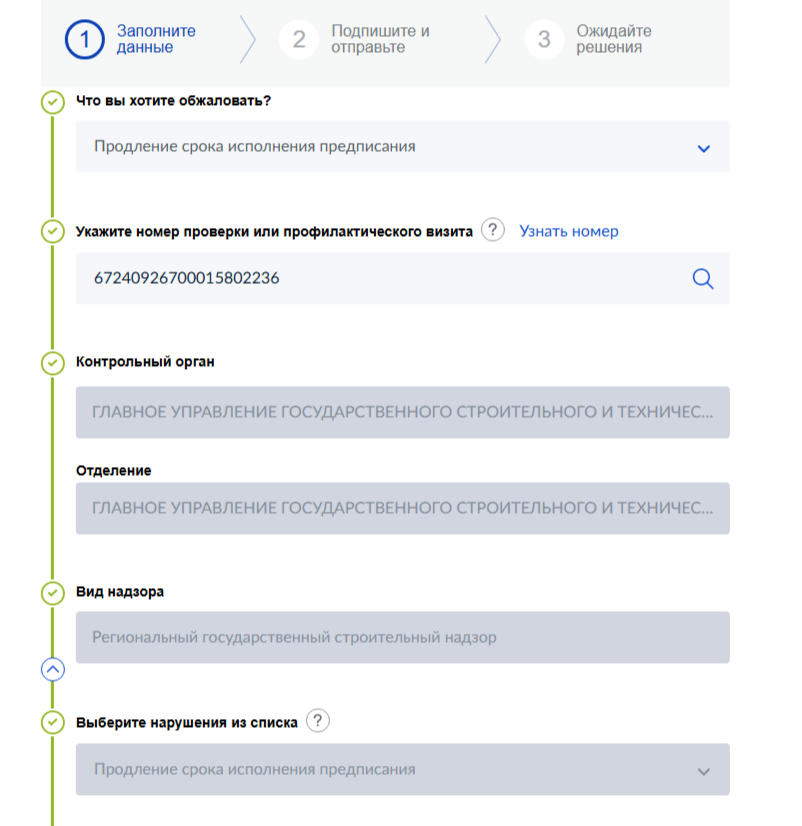 1
Заполните
данные
2
Подпишите и
отправьте
3
Ожидайте
решения
Что вы хотите обжаловать?
Продление срока исполнения предписания
Укажите номер проверки или профилактического визита ? Узнать номер
67240926700015802236
Контрольный орган
ГЛАВНОЕ УПРАВЛЕНИЕ ГОСУДАРСТВЕННОГО СТРОИТЕЛЬНОГО И ТЕХНИЧЕС...
Отделение
ГЛАВНОЕ УПРАВЛЕНИЕ ГОСУДАРСТВЕННОГО СТРОИТЕЛЬНОГО И ТЕХНИЧЕС...
Вид надзора
Региональный государственный строительный надзор
Выберите нарушения из списка ?
Продление срока исполнения предписания